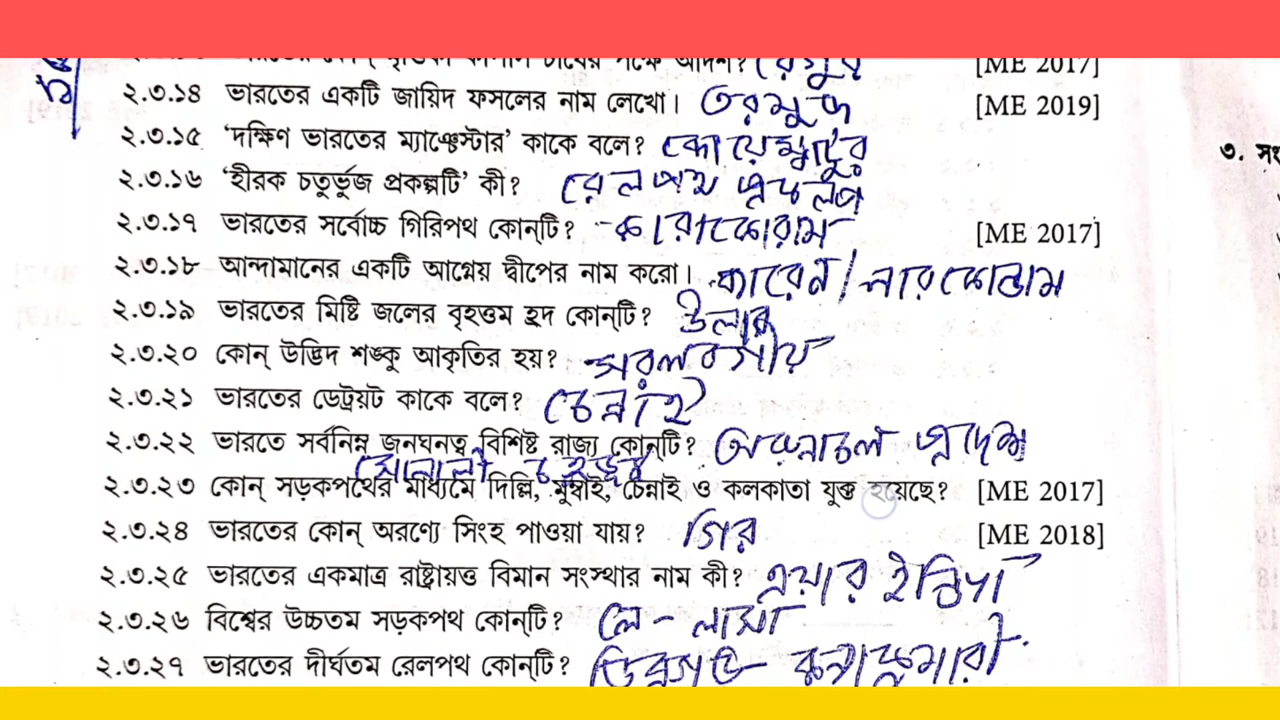 ভারতের কোন্ মৃত্তিকা কার্পাস চাষের পক্ষে আদর্শ? রেগুর [ME 2017]
২.৩.১৪ ভারতের একটি জায়িদ ফসলের নাম লেখো। তরমুজ [ME 2019]
২.৩.১৫ ‘দক্ষিণ ভারতের ম্যাঞ্চেস্টার’ কাকে বলে? কোয়েম্বাটুর
৩. সং
২.৩.১৬ ‘হীরক চতুর্ভুজ প্রকল্পটি’ কী? রেলপথ প্রকল্প
২.৩.১৭ ভারতের সর্বোচ্চ গিরিপথ কোন্‌টি? কারাকোরাম [ME 2017]
২.৩.১৮ আন্দামানের একটি আগ্নেয় দ্বীপের নাম করো। ব্যারেন / নারকোন্ডাম
২.৩.১৯ ভারতের মিষ্টি জলের বৃহত্তম হ্রদ কোন্‌টি? উলার
২.৩.২০ কোন্ উদ্ভিদ শঙ্কু আকৃতির হয়? সরলবর্গীয়
২.৩.২১ ভারতের ডেট্রয়ট কাকে বলে? চেন্নাই
২.৩.২২ ভারতে সর্বনিম্ন জনঘনত্ব বিশিষ্ট রাজ্য কোন্‌টি? অরুণাচল প্রদেশ
সোনালী চতুর্ভুজ
২.৩.২৩ কোন্ সড়কপথের মাধ্যমে দিল্লি, মুম্বাই, চেন্নাই ও কলকাতা যুক্ত হয়েছে? [ME 2017]
২.৩.২৪ ভারতের কোন্ অরণ্যে সিংহ পাওয়া যায়? গির [ME 2018]
২.৩.২৫ ভারতের একমাত্র রাষ্ট্রায়ত্ত বিমান সংস্থার নাম কী? এয়ার ইন্ডিয়া
২.৩.২৬ বিশ্বের উচ্চতম সড়কপথ কোন্‌টি? লে - লাসা
২.৩.২৭ ভারতের দীর্ঘতম রেলপথ কোন্‌টি? ডিব্রুগড় - কন্যাকুমারী